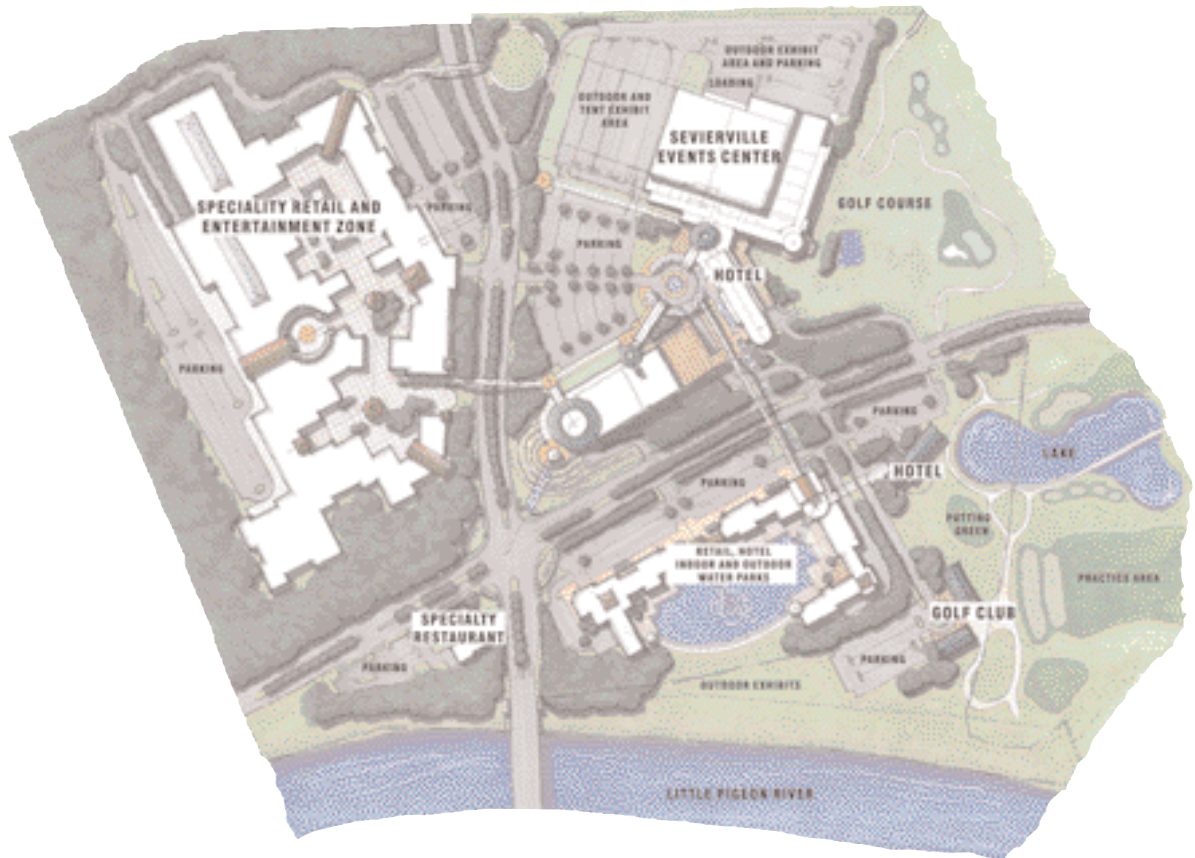 OUTDOOR EXHIBIT
AREA AND PARKING
LOADING
OUTDOOR AND
TENT EXHIBIT
AREA
SEVIERVILLE
EVENTS CENTER
SPECIALITY RETAIL AND
ENTERTAINMENT ZONE
PARKING
GOLF COURSE
PARKING
HOTEL
PARKING
PARKING
LAKE
HOTEL
PARKING
PUTTING
GREEN
RETAIL, HOTEL
INDOOR AND OUTDOOR
WATER PARKS
PRACTICE AREA
GOLF CLUB
SPECIALTY
RESTAURANT
PARKING
PARKING
OUTDOOR EXHIBITS
LITTLE PIGEON RIVER